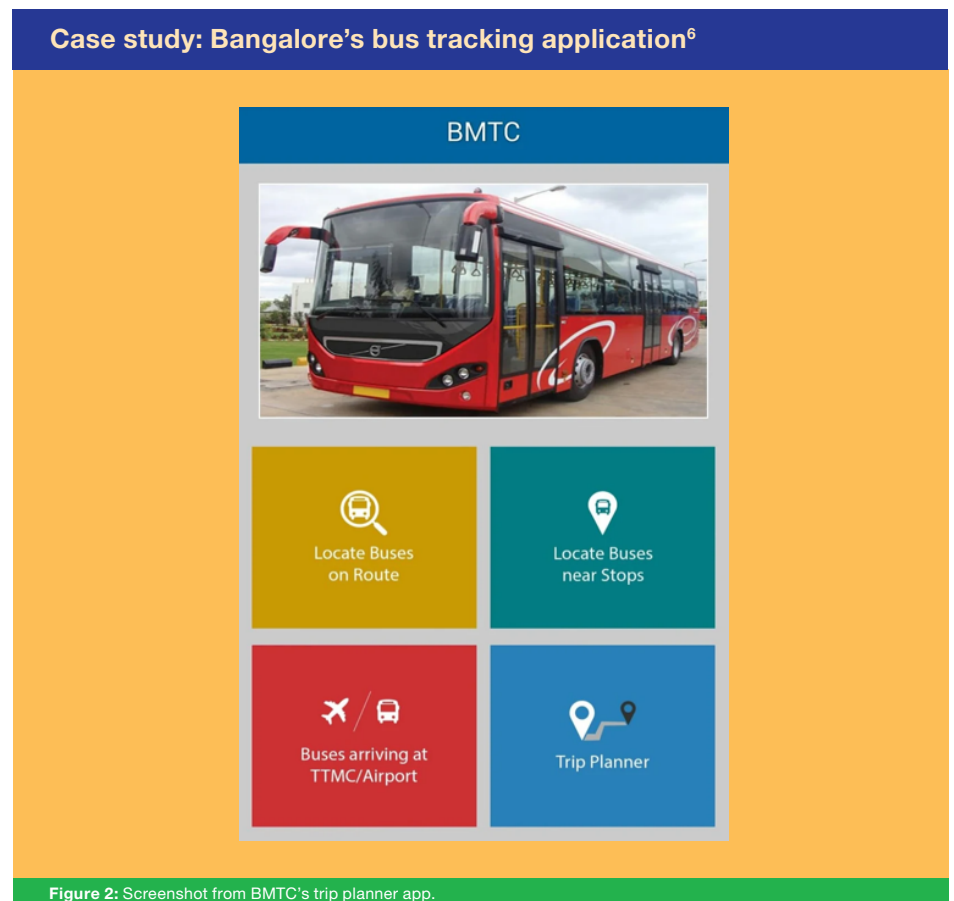 Case study: Bangalore's bus tracking application⁶
BMTC
Locate Buses
on Route
Locate Buses
near Stops
Buses arriving at
TTMC/Airport
Trip Planner
Figure 2: Screenshot from BMTC's trip planner app.